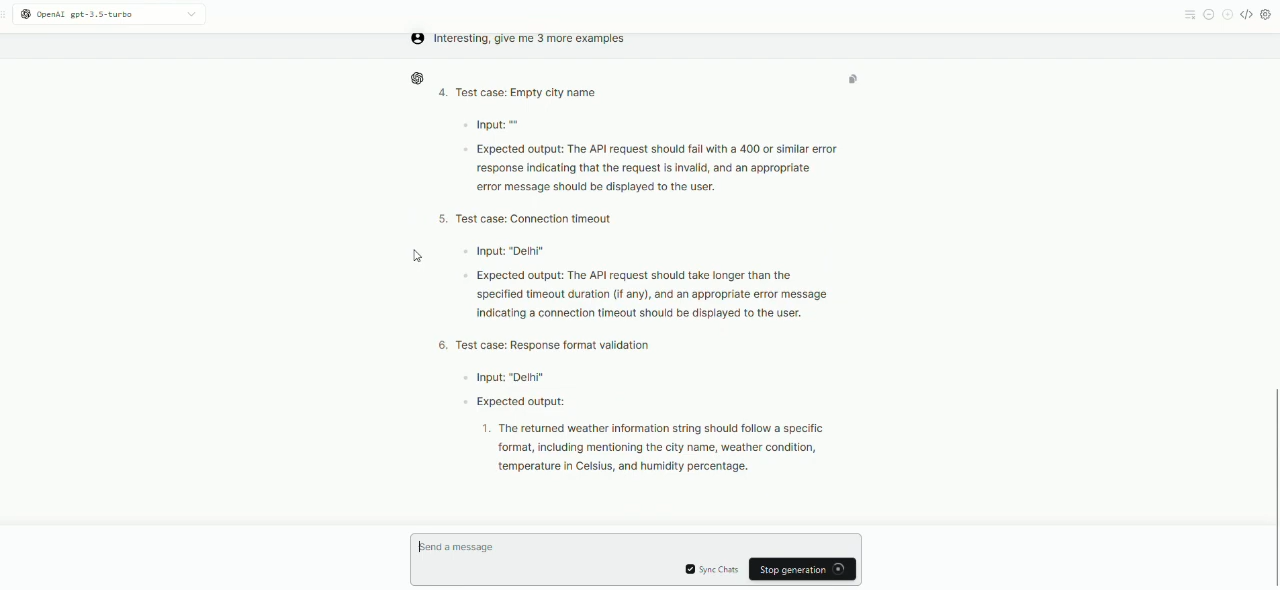 OpenAI gpt-3.5-turbo
Interesting, give me 3 more examples
4. Test case: Empty city name
Input: ""
Expected output: The API request should fail with a 400 or similar error
response indicating that the request is invalid, and an appropriate
error message should be displayed to the user.
5. Test case: Connection timeout
Input: "Delhi"
Expected output: The API request should take longer than the
specified timeout duration (if any), and an appropriate error message
indicating a connection timeout should be displayed to the user.
6. Test case: Response format validation
Input: "Delhi"
Expected output:
1. The returned weather information string should follow a specific
format, including mentioning the city name, weather condition,
temperature in Celsius, and humidity percentage.
Send a message
Sync Chats
Stop generation